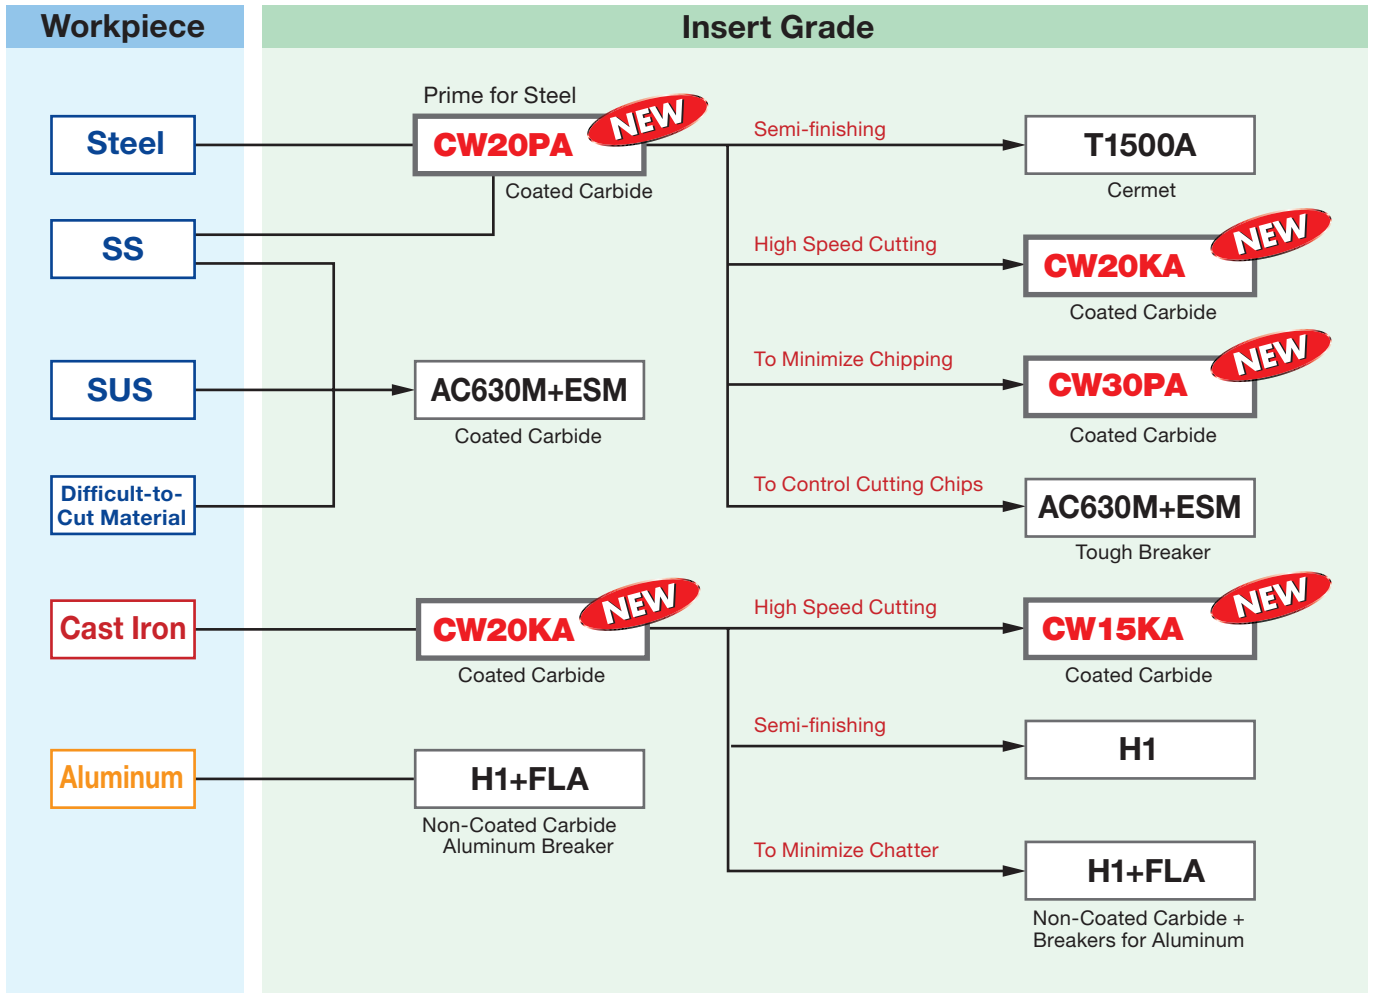 Workpiece
Insert Grade
Prime for Steel
Steel
CW20PA
NEW
Coated Carbide
Semi-finishing
T1500A
Cermet
SS
High Speed Cutting
CW20KA
NEW
Coated Carbide
To Minimize Chipping
CW30PA
NEW
Coated Carbide
SUS
AC630M+ESM
Coated Carbide
Difficult-to-
Cut Material
To Control Cutting Chips
AC630M+ESM
Tough Breaker
Cast Iron
CW20KA
NEW
Coated Carbide
High Speed Cutting
CW15KA
NEW
Coated Carbide
Semi-finishing
H1
Aluminum
H1+FLA
Non-Coated Carbide
Aluminum Breaker
To Minimize Chatter
H1+FLA
Non-Coated Carbide +
Breakers for Aluminum